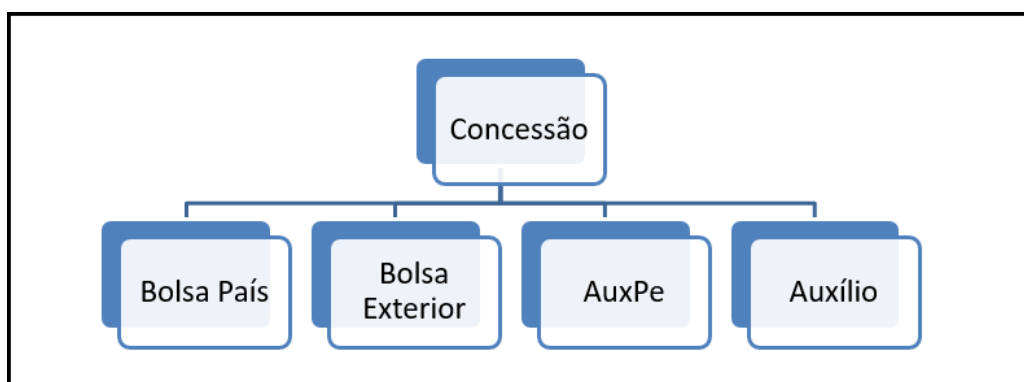 Concessão
Bolsa País
Bolsa
Exterior
AuxPe
Auxílio